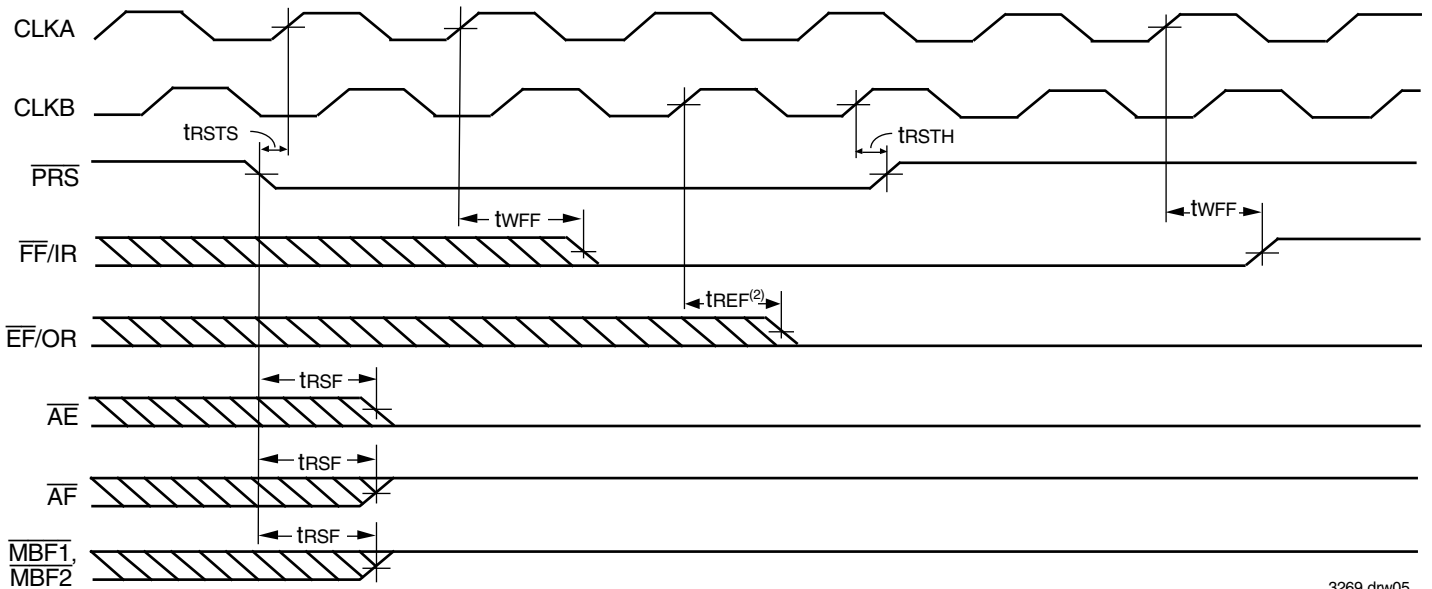 CLKA
CLKB
tRSTS
tRSTH
PRS
tWFF
tWFF
FF/IR
tREF(2)
EF/OR
tRSF
AE
tRSF
AF
tRSF
MBF1,
MBF2
3269 drw05